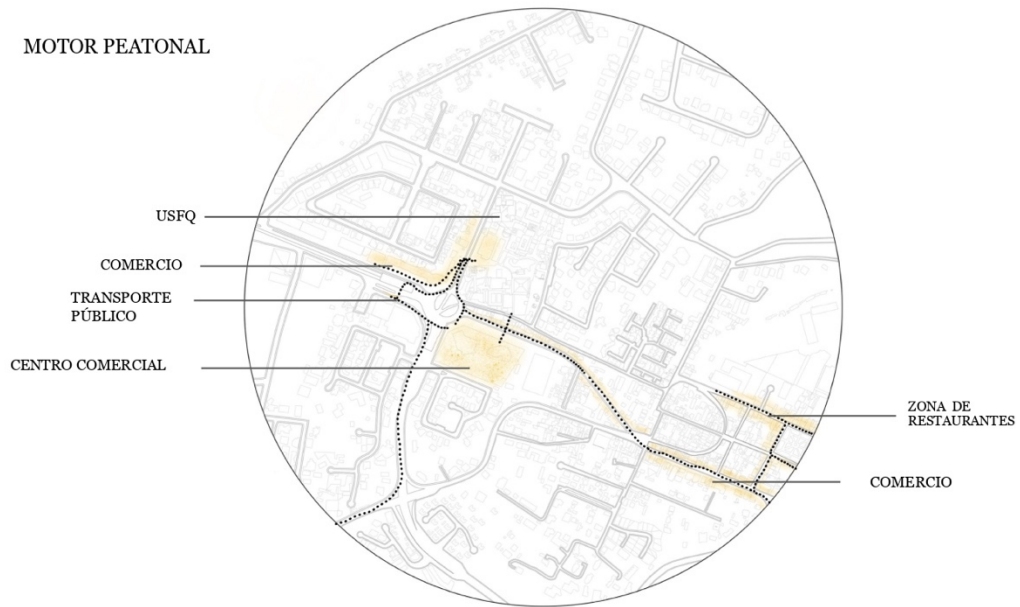 MOTOR PEATONAL
USFQ
COMERCIO
TRANSPORTE
PÚBLICO
CENTRO COMERCIAL
ZONA DE
RESTAURANTES
COMERCIO